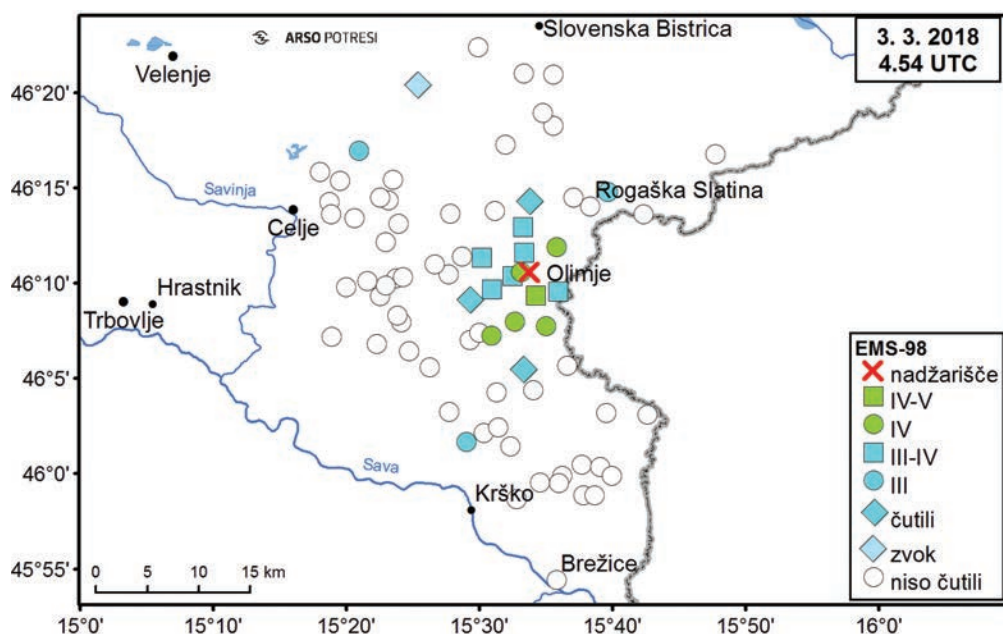 ARSO POTRESI
Slovenska Bistrica
3. 3. 2018
4.54 UTC
Velenje
46°20'
46°15'
Savinja
Rogaška Slatina
Celje
46°10'
Olimje
Hrastnik
Trbovlje
46°5'
46°0'
Sava
Krško
45°55'
Brežice
EMS-98
nadžarišče
IV-V
IV
III-IV
III
čutili
zvok
niso čutili
0 5 10 15 km
15°0' 15°10' 15°20' 15°30' 15°40' 15°50' 16°0'